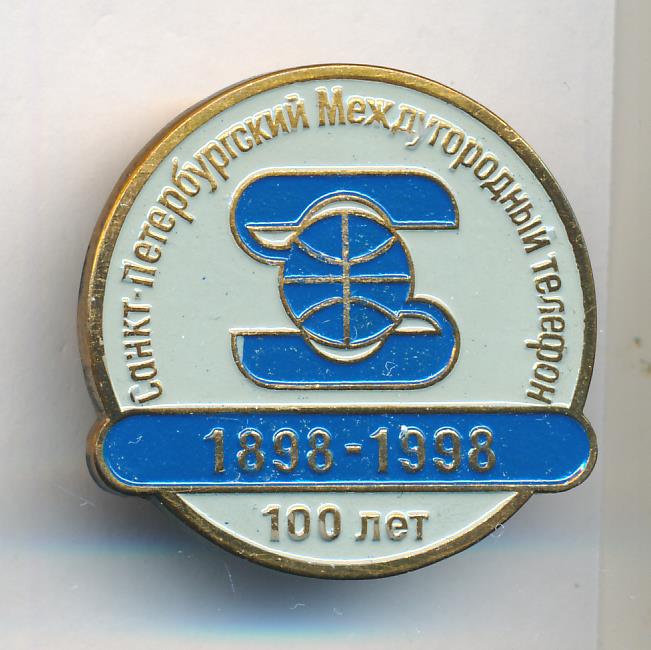 Санкт-Петербургский Междугородный телефон
1898-1998
100 лет